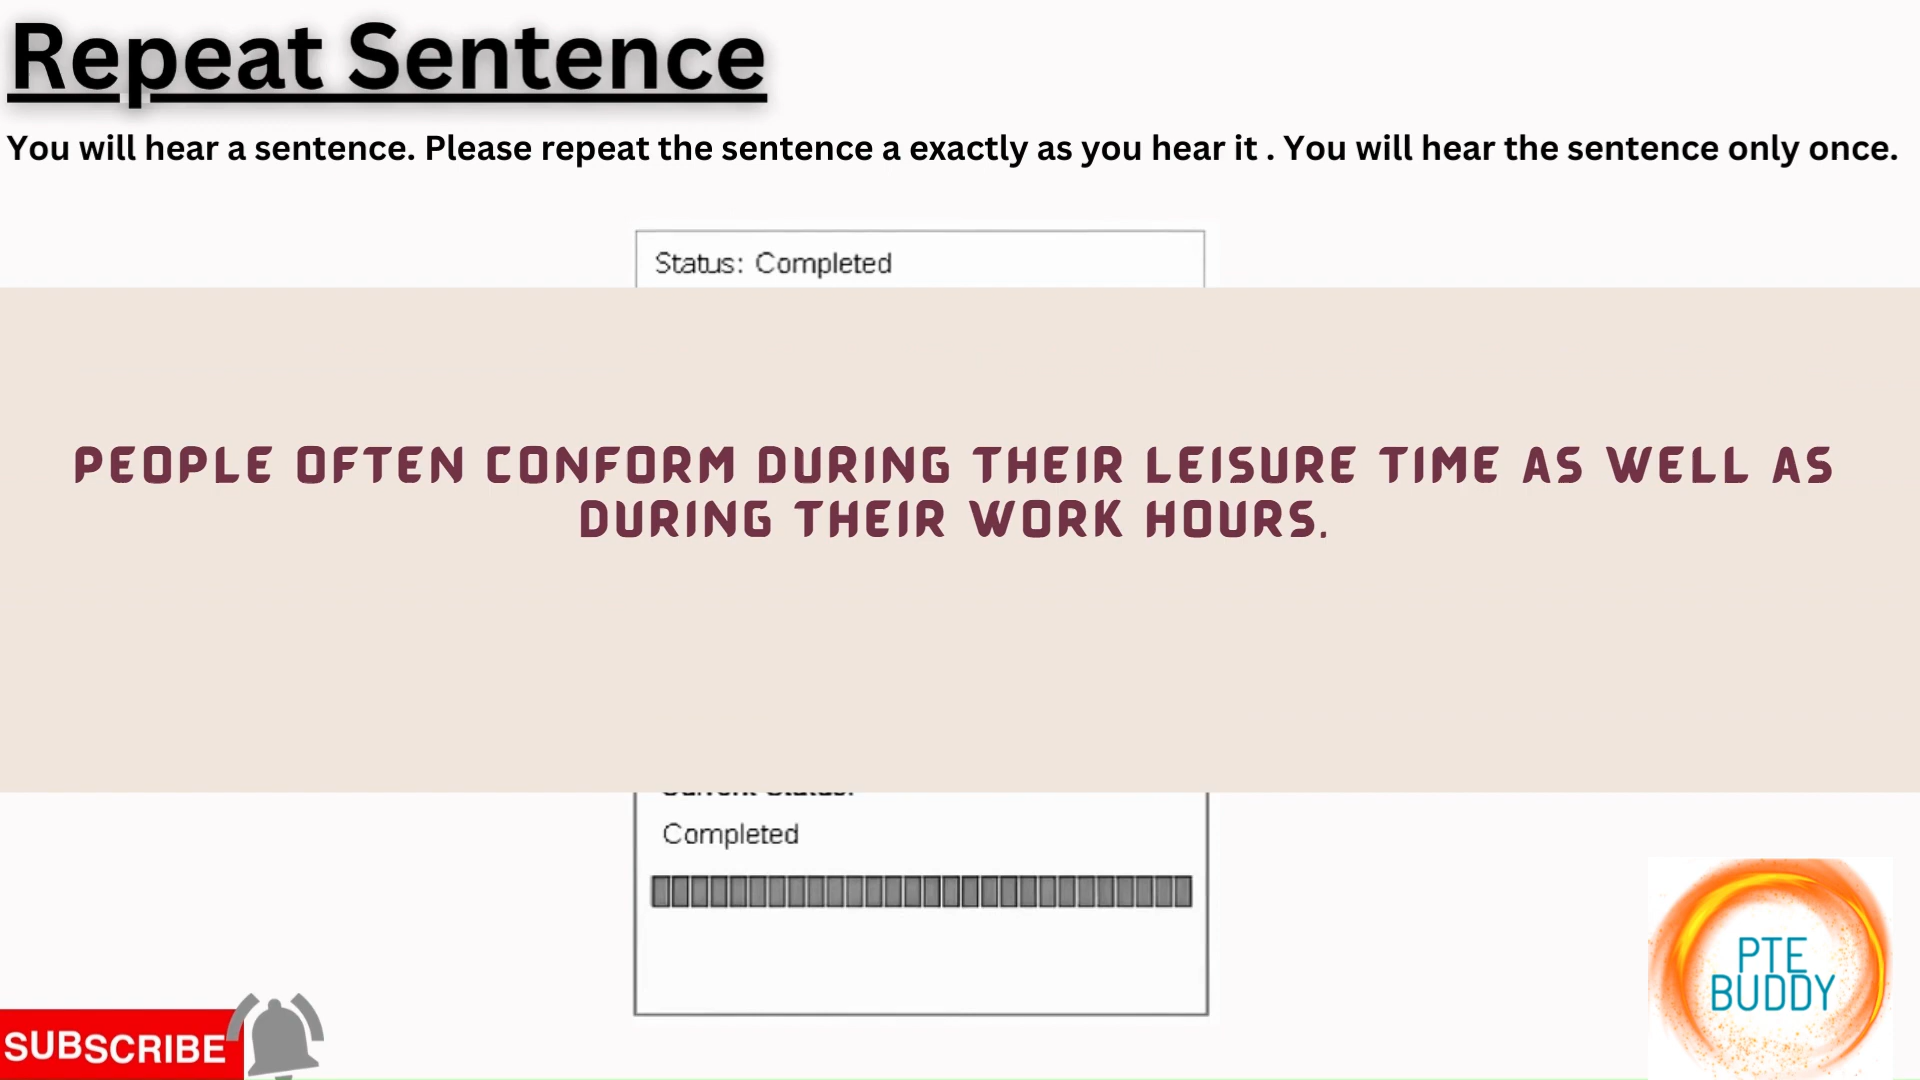 Repeat Sentence
You will hear a sentence. Please repeat the sentence a exactly as you hear it . You will hear the sentence only once.
Status: Completed
PEOPLE OFTEN CONFORM DURING THEIR LEISURE TIME AS WELL AS
DURING THEIR WORK HOURS.
Current Status:
Completed
PTE
BUDDY
SUBSCRIBE